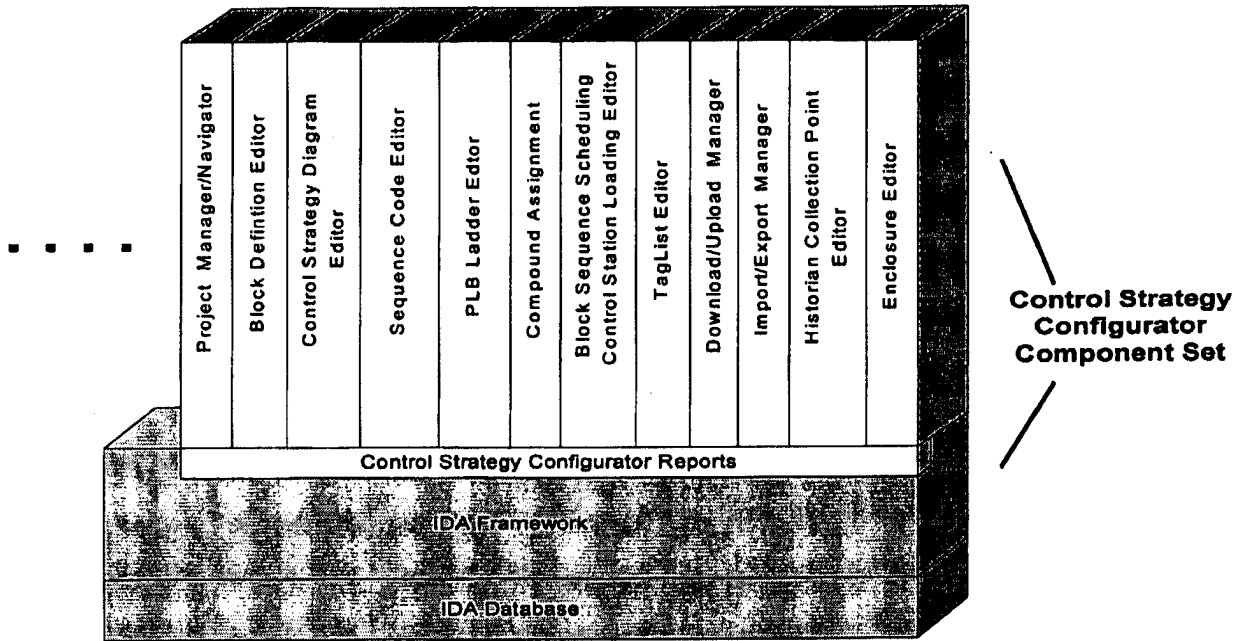 Project Manager/Navigator
Block Defintion Editor
Control Strategy Diagram
Editor
Sequence Code Editor
PLB Ladder Edtor
Compound Assignment
Block Sequence Scheduling
Control Station Loading Editor
TagList Editor
Download/Upload Manager
Import/Export Manager
Historian Collection Point
Editor
Enclosure Editor
Control Strategy
Configurator
Component Set
Control Strategy Configurator Reports
IDA Framework
IDA Database